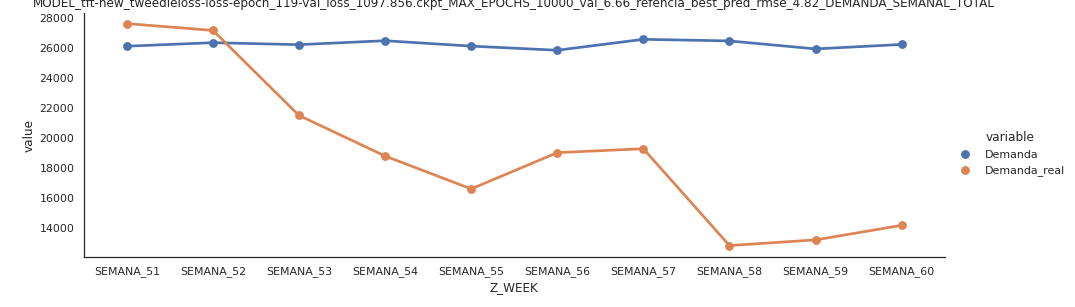 MODEL_tft-new_tweedieloss-loss-epoch_119-val_loss_1097.856.ckpt_MAX_EPOCHS_10000_val_6.66_refencia_best_pred_rmse_4.82_DEMANDA_SEMANAL_TOTAL
28000
26000
24000
22000
20000
18000
16000
14000
value
SEMANA_51 SEMANA_52 SEMANA_53 SEMANA_54 SEMANA_55 SEMANA_56 SEMANA_57 SEMANA_58 SEMANA_59 SEMANA_60
Z_WEEK
variable
Demanda
Demanda_real